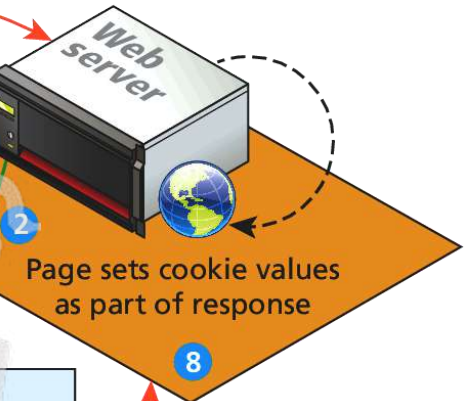 Web
server
2
Page sets cookie values
as part of response
8